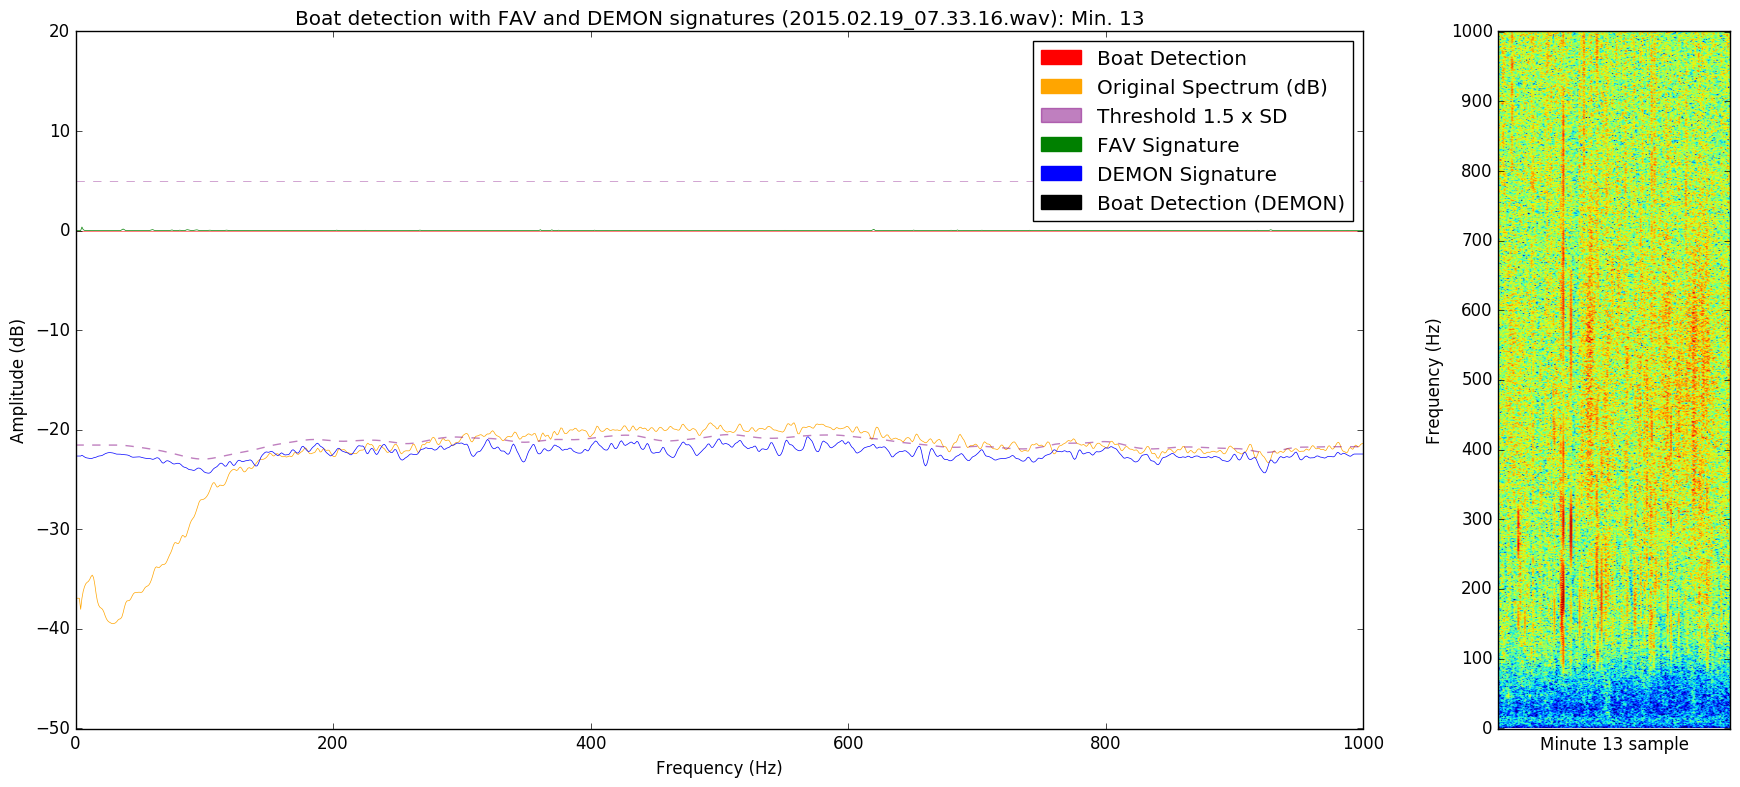 Boat detection with FAV and DEMON signatures (2015.02.19_07.33.16.wav): Min. 13
20
10
0
−10
−20
−30
−40
−50
Amplitude (dB)
0
200
400
600
800
1000
Frequency (Hz)
Boat Detection
Original Spectrum (dB)
Threshold 1.5 x SD
FAV Signature
DEMON Signature
Boat Detection (DEMON)
1000
900
800
700
600
500
400
300
200
100
0
Frequency (Hz)
Minute 13 sample